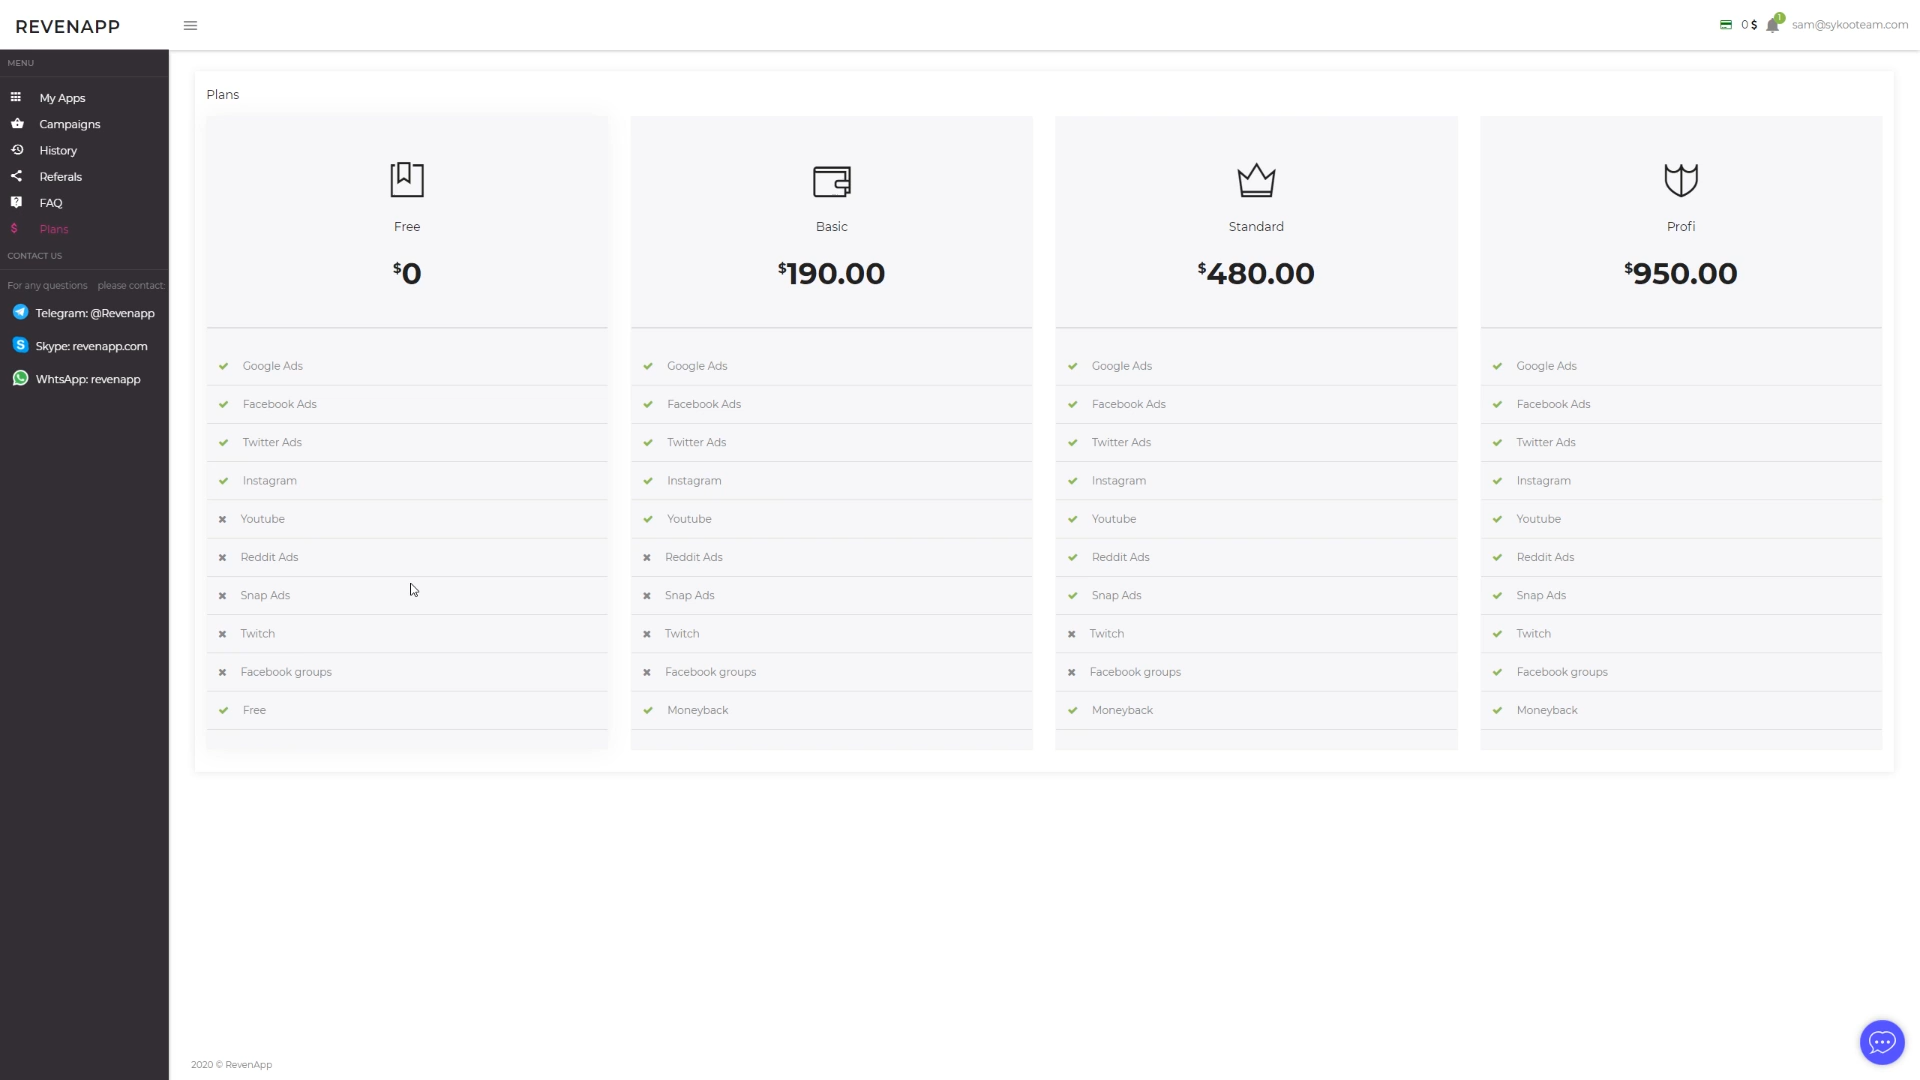 REVENAPP
0 $
1
sam@sykooteam.com
MENU
My Apps
Campaigns
History
Referals
FAQ
$ Plans
CONTACT US
For any questions please contact:
Telegram: @Revenapp
Skype: revenapp.com
WhtsApp: revenapp
Plans
Free
$0
Google Ads
Facebook Ads
Twitter Ads
Instagram
Youtube
Reddit Ads
Snap Ads
Twitch
Facebook groups
Free
Basic
$190.00
Google Ads
Facebook Ads
Twitter Ads
Instagram
Youtube
Reddit Ads
Snap Ads
Twitch
Facebook groups
Moneyback
Standard
$480.00
Google Ads
Facebook Ads
Twitter Ads
Instagram
Youtube
Reddit Ads
Snap Ads
Twitch
Facebook groups
Moneyback
Profi
$950.00
Google Ads
Facebook Ads
Twitter Ads
Instagram
Youtube
Reddit Ads
Snap Ads
Twitch
Facebook groups
Moneyback
2020 © RevenApp